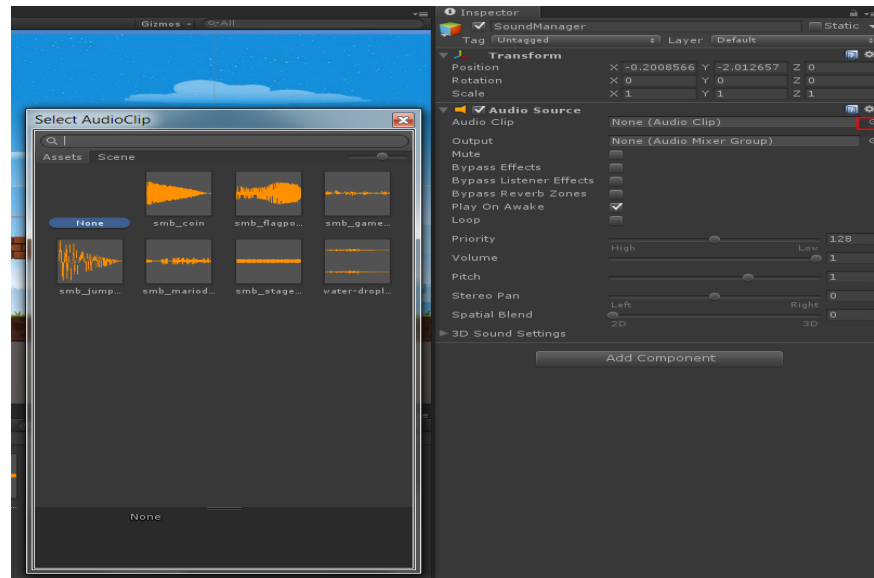 Gizmos
All
Select AudioClip
Assets Scene
None smb_coin smb_flagpo... smb_game...
smb_jump... smb_mariod... smb_stage... water-dropl...
None
Inspector
SoundManager Static
Tag Untagged Layer Default
Transform
Position X -0.2008566 Y -2.012657 Z 0
Rotation X 0 Y 0 Z 0
Scale X 1 Y 1 Z 1
Audio Source
Audio Clip None (Audio Clip)
Output None (Audio Mixer Group)
Mute
Bypass Effects
Bypass Listener Effects
Bypass Reverb Zones
Play On Awake
Loop
Priority 128
High Low
Volume 1
Pitch 1
Stereo Pan 0
Left Right
Spatial Blend 0
2D 3D
3D Sound Settings
Add Component